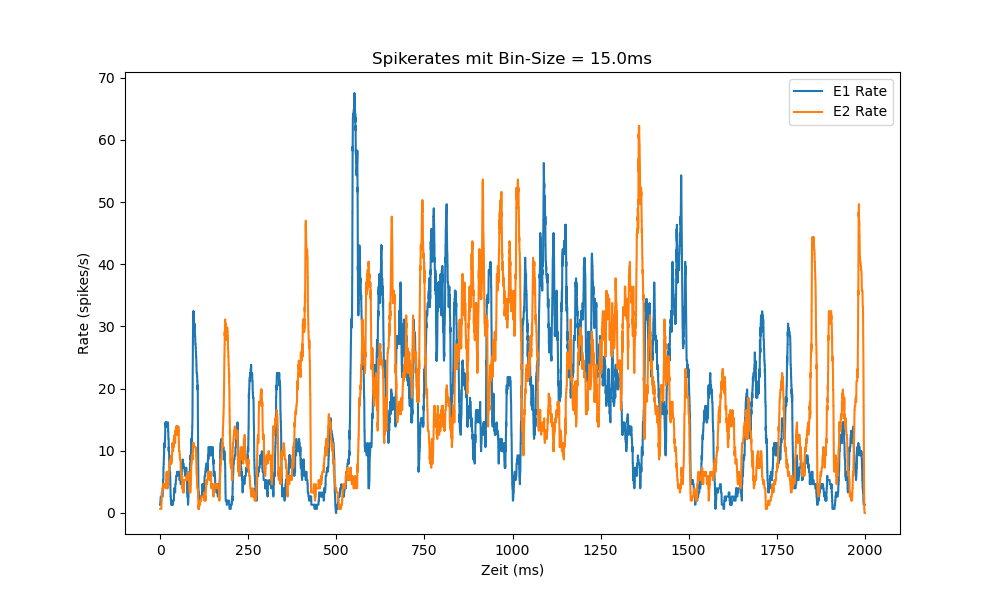 Spikerates mit Bin-Size = 15.0ms
E1 Rate
E2 Rate
Rate (spikes/s)
70
60
50
40
30
20
10
0
0 250 500 750 1000 1250 1500 1750 2000
Zeit (ms)